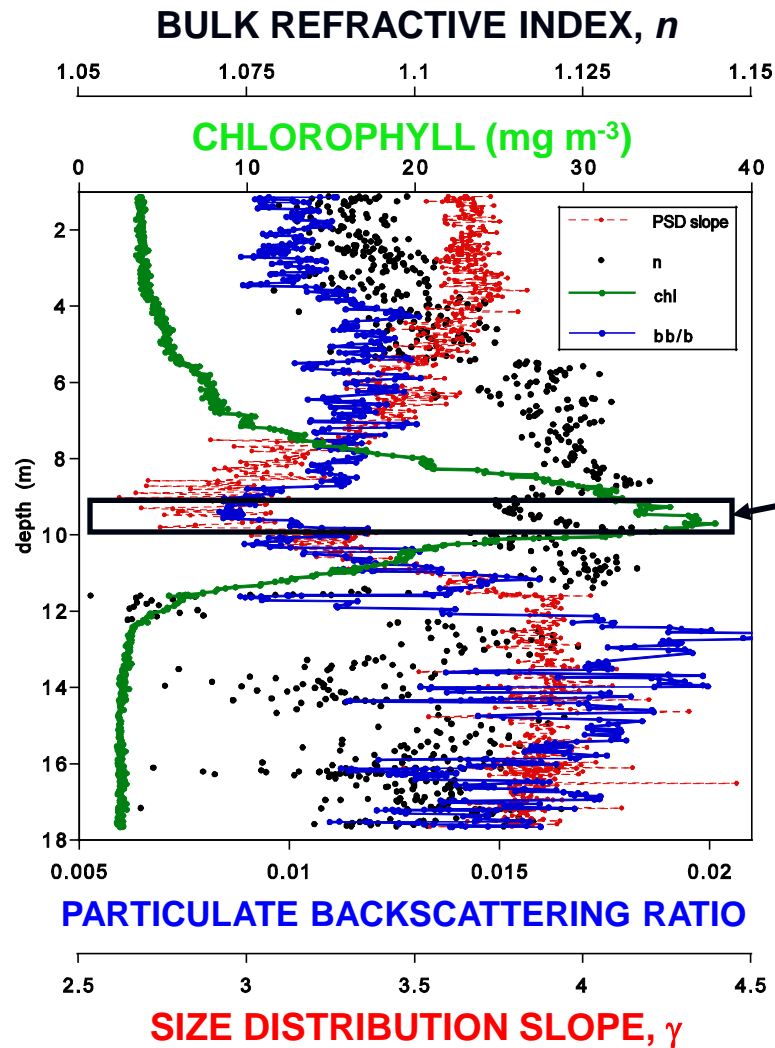 BULK REFRACTIVE INDEX, n
1.05 1.075 1.1 1.125 1.15
CHLOROPHYLL (mg m-3)
0 10 20 30 40
PSD slope
n
chl
bb/b
2
4
6
8
10
12
14
16
18
depth (m)
0.005 0.01 0.015 0.02
PARTICULATE BACKSCATTERING RATIO
2.5 3 3.5 4 4.5
SIZE DISTRIBUTION SLOPE, γ